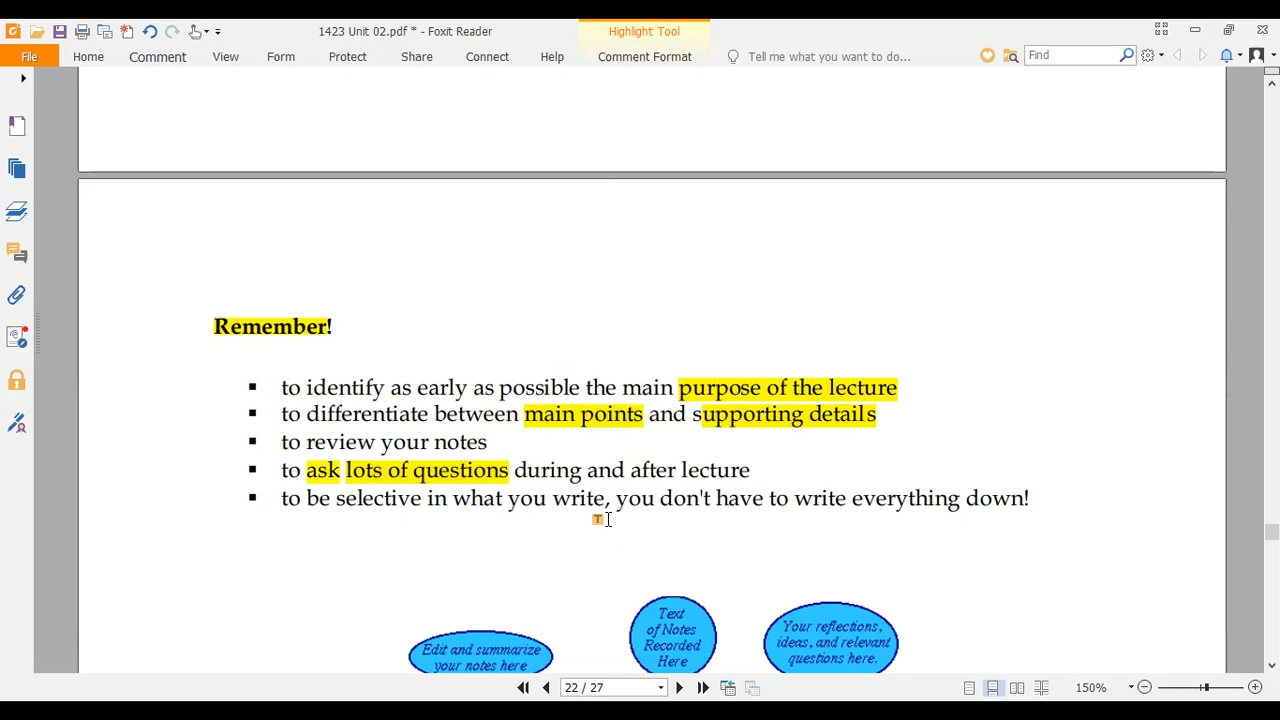 1423 Unit 02.pdf * - Foxit Reader
Highlight Tool
File Home Comment View Form Protect Share Connect Help Comment Format Tell me what you want to do... Find
Remember!
▪ to identify as early as possible the main purpose of the lecture
▪ to differentiate between main points and supporting details
▪ to review your notes
▪ to ask lots of questions during and after lecture
▪ to be selective in what you write, you don't have to write everything down!
T
Edit and summarize
your notes here
Text
of Notes
Recorded
Here
Your reflections,
ideas, and relevant
questions here.
22 / 27
150%